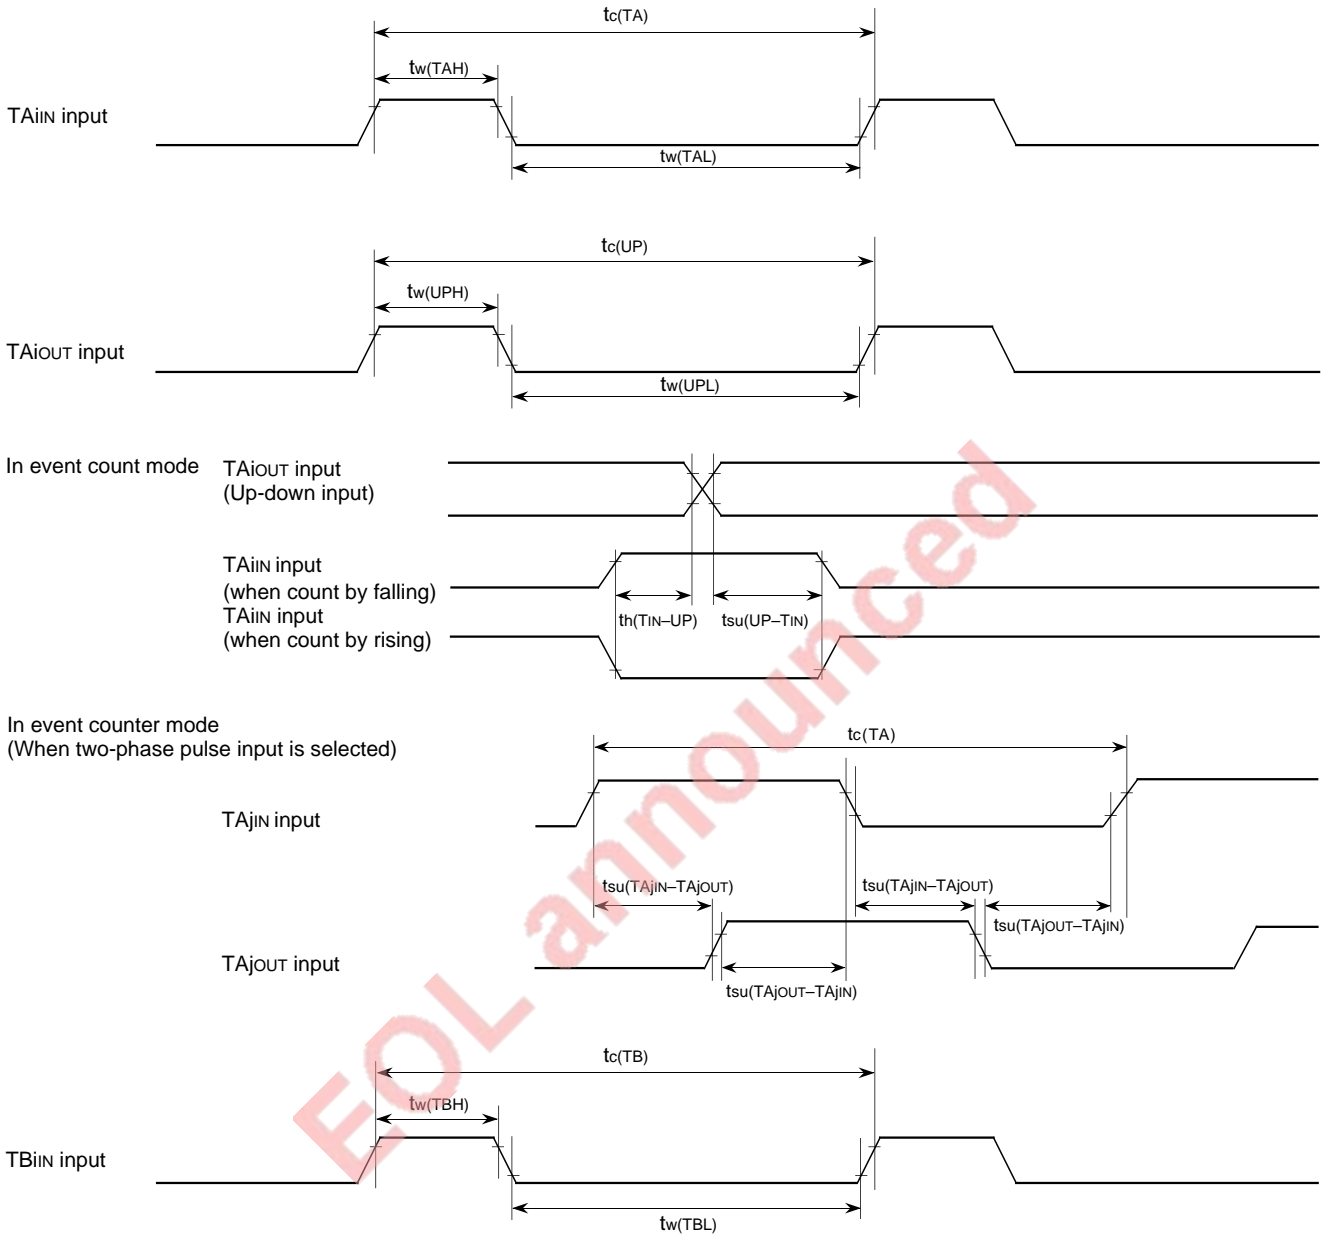 tc(TA)
tw(TAH)
TAiIN input
tw(TAL)
tc(UP)
tw(UPH)
TAiOUT input
tw(UPL)
In event count mode
TAiOUT input
(Up-down input)
TAiIN input
(when count by falling)
TAiIN input
(when count by rising)
th(TIN–UP)
tsu(UP–TIN)
In event counter mode
(When two-phase pulse input is selected)
tc(TA)
TAjIN input
tsu(TAjIN–TAjOUT)
tsu(TAjIN–TAjOUT)
tsu(TAjOUT–TAjIN)
TAjOUT input
tsu(TAjOUT–TAjIN)
tc(TB)
tw(TBH)
TBiIN input
tw(TBL)
EOL announced